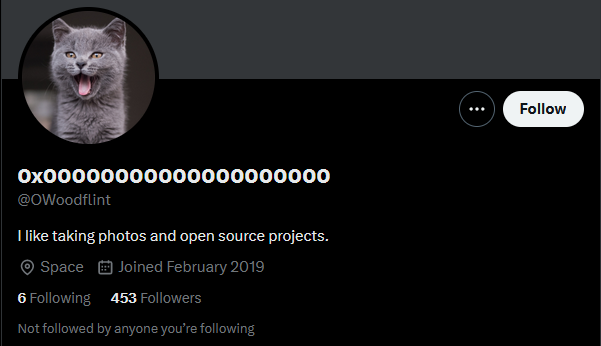 Follow
0x00000000000000000000
@OWoodflint
I like taking photos and open source projects.
Space Joined February 2019
6 Following 453 Followers
Not followed by anyone you're following